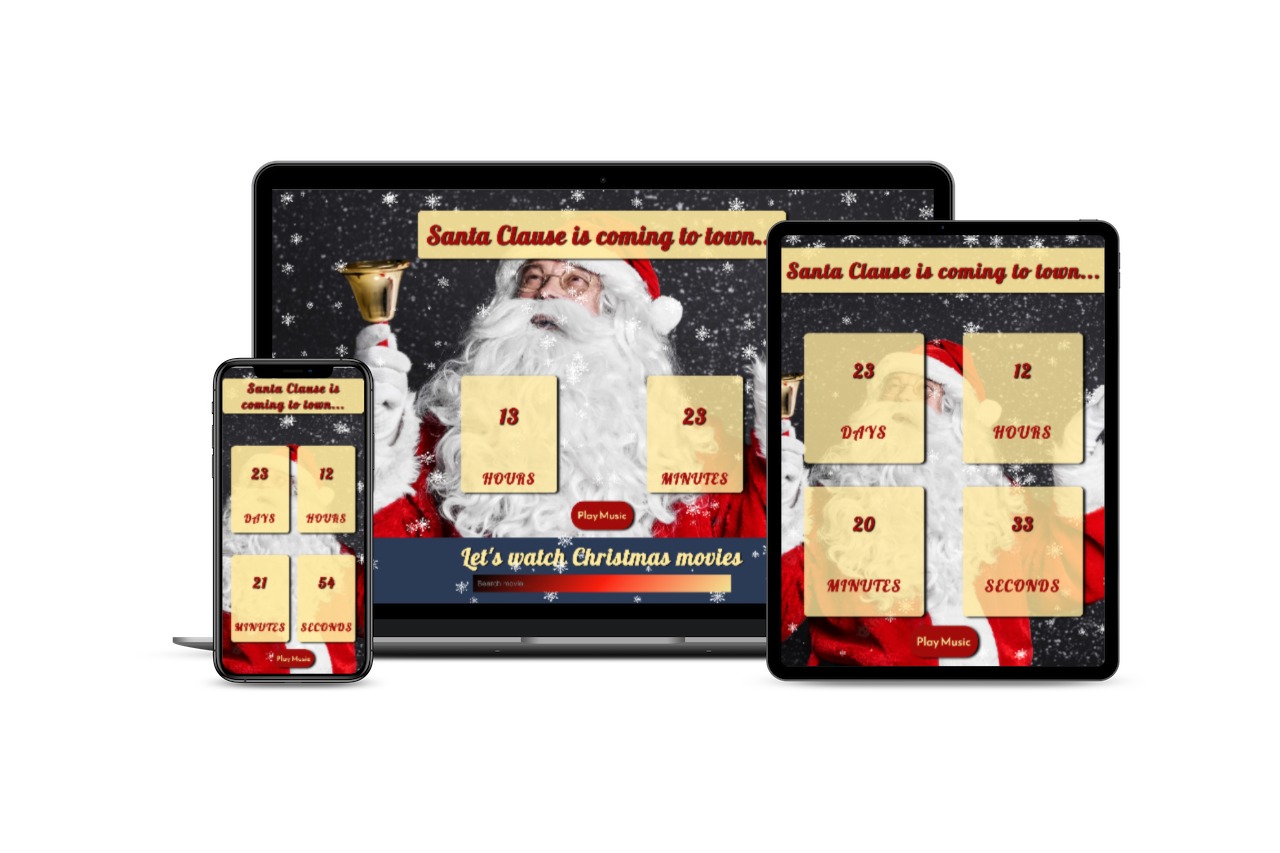 Santa Clause is coming to town..
13
HOURS
23
MINUTES
Play Music
Let's watch Christmas movies
Search movie
Santa Clause is
coming to town...
23
DAYS
12
HOURS
21
MINUTES
54
SECONDS
Play Music
Santa Clause is coming to town...
23
DAYS
12
HOURS
20
MINUTES
33
SECONDS
Play Music